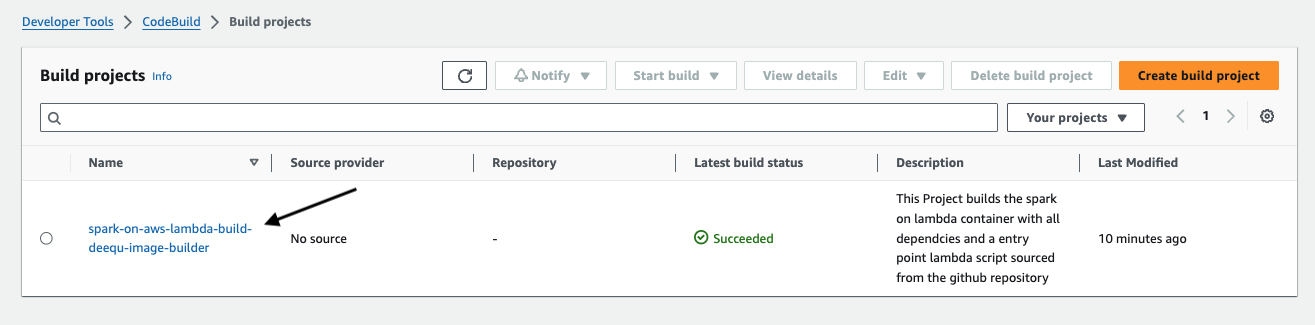 Developer Tools > CodeBuild > Build projects
Build projects Info Notify Start build View details Edit Delete build project Create build project
Your projects 1
Name Source provider Repository Latest build status Description Last Modified
spark-on-aws-lambda-build-
deequ-image-builder
No source
-
Succeeded
This Project builds the spark
on lambda container with all
dependcies and a entry
point lambda script sourced
from the github repository
10 minutes ago